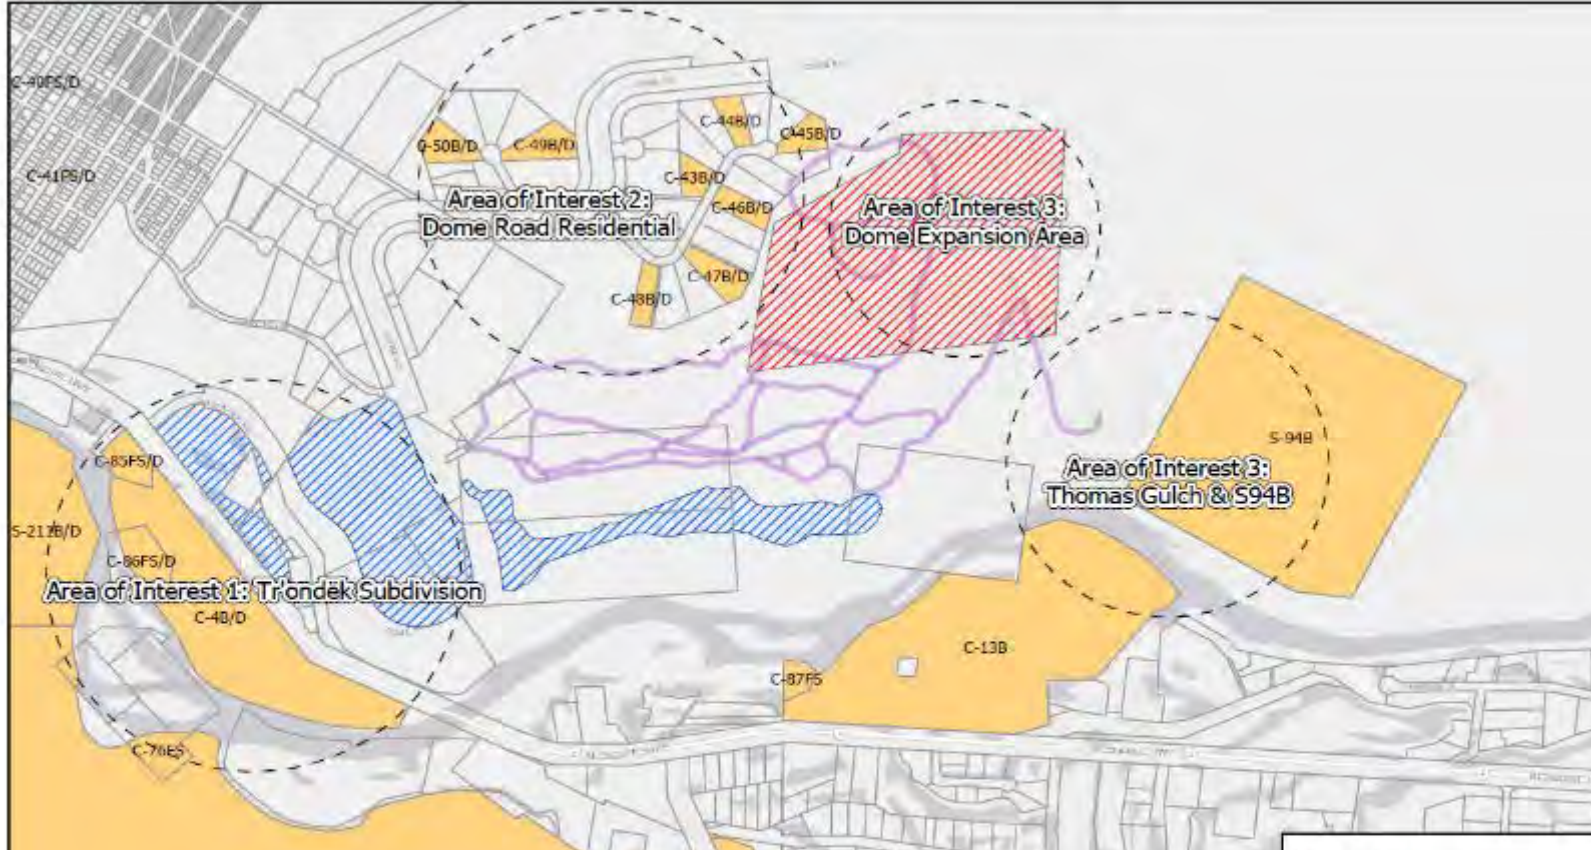 C-40FS/D
C-41FS/D
C-50B/D
C-49B/D
C-44B/D
C-45B/D
C-43B/D
C-46B/D
C-47B/D
C-48B/D
Area of Interest 2:
Dome Road Residential
Area of Interest 3:
Dome Expansion Area
Area of Interest 3:
Thomas Gulch & S94B
S-94B
C-85FS/D
S-212B/D
C-86FS/D
Area of Interest 1: Tr'ondëk Subdivision
C-4B/D
C-13B
C-87FS
C-76FS